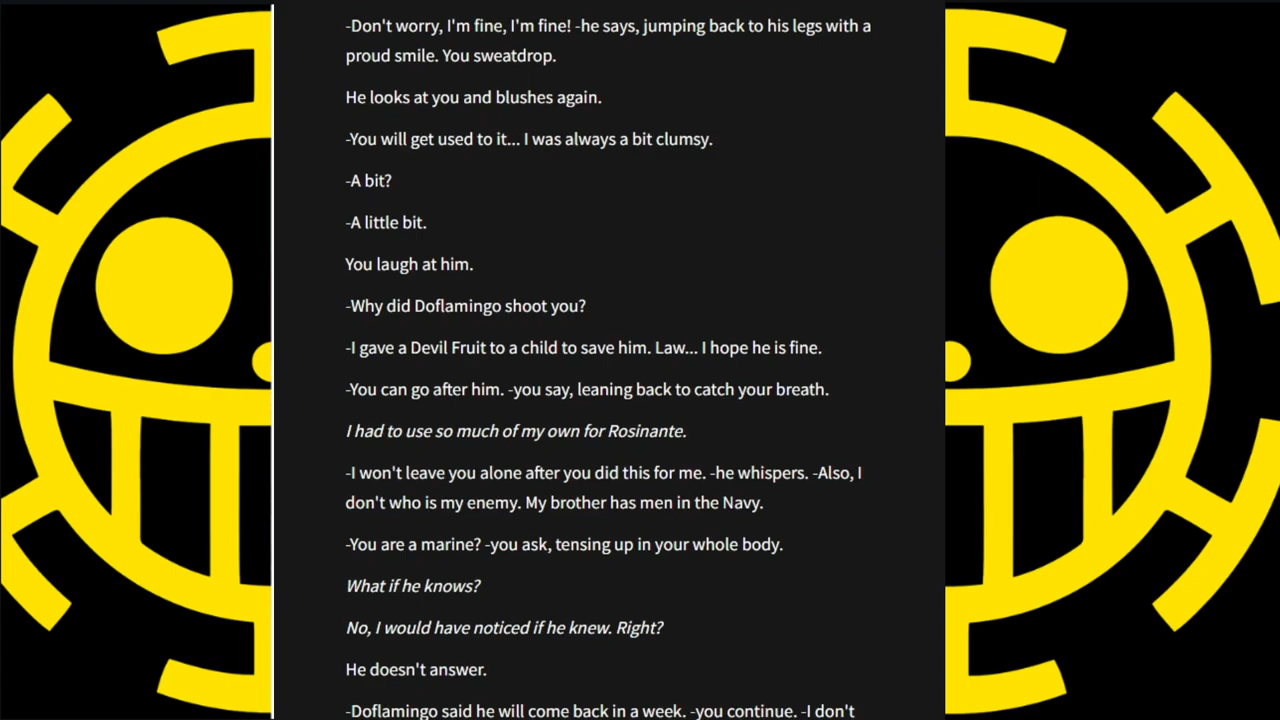 -Don't worry, I'm fine, I'm fine! -he says, jumping back to his legs with a
proud smile. You sweatdrop.
He looks at you and blushes again.
-You will get used to it... I was always a bit clumsy.
-A bit?
-A little bit.
You laugh at him.
-Why did Doflamingo shoot you?
-I gave a Devil Fruit to a child to save him. Law... I hope he is fine.
-You can go after him. -you say, leaning back to catch your breath.
I had to use so much of my own for Rosinante.
-I won't leave you alone after you did this for me. -he whispers. -Also, I
don't who is my enemy. My brother has men in the Navy.
-You are a marine? -you ask, tensing up in your whole body.
What if he knows?
No, I would have noticed if he knew. Right?
He doesn't answer.
-Doflamingo said he will come back in a week. -you continue. -I don't